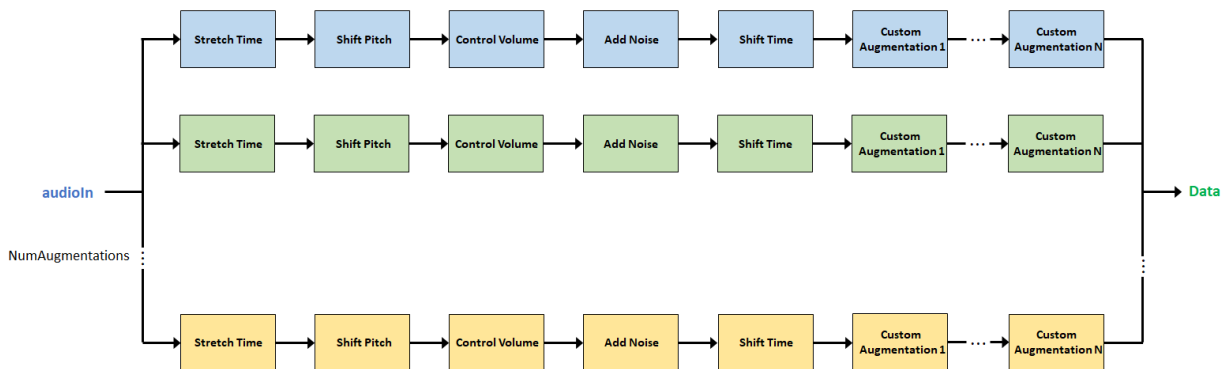 Stretch Time
Shift Pitch
Control Volume
Add Noise
Shift Time
Custom
Augmentation 1
...
Custom
Augmentation N
Stretch Time
Shift Pitch
Control Volume
Add Noise
Shift Time
Custom
Augmentation 1
...
Custom
Augmentation N
audioIn
Data
NumAugmentations
Stretch Time
Shift Pitch
Control Volume
Add Noise
Shift Time
Custom
Augmentation 1
...
Custom
Augmentation N